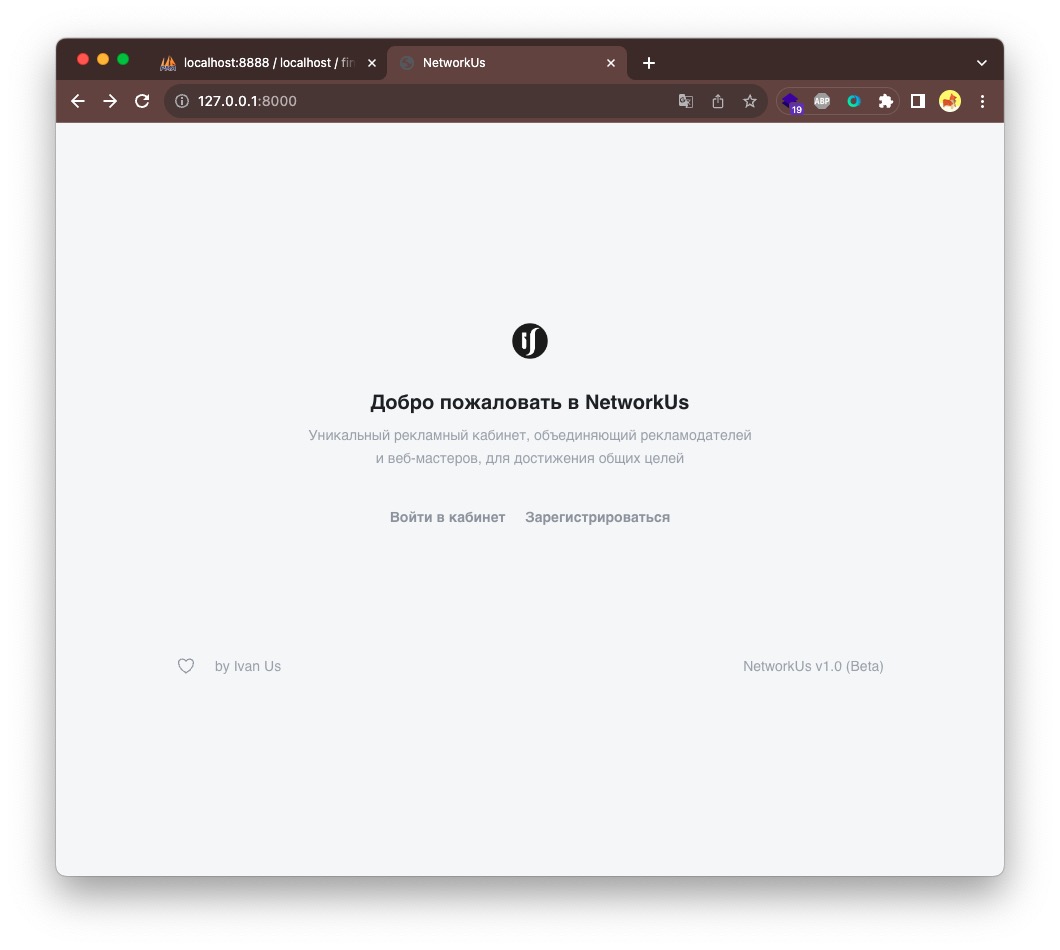 localhost:8888 / localhost / fin
NetworkUs
127.0.0.1:8000
19
ABP
Добро пожаловать в NetworkUs
Уникальный рекламный кабинет, объединяющий рекламодателей
и веб-мастеров, для достижения общих целей
Войти в кабинет Зарегистрироваться
by Ivan Us
NetworkUs v1.0 (Beta)